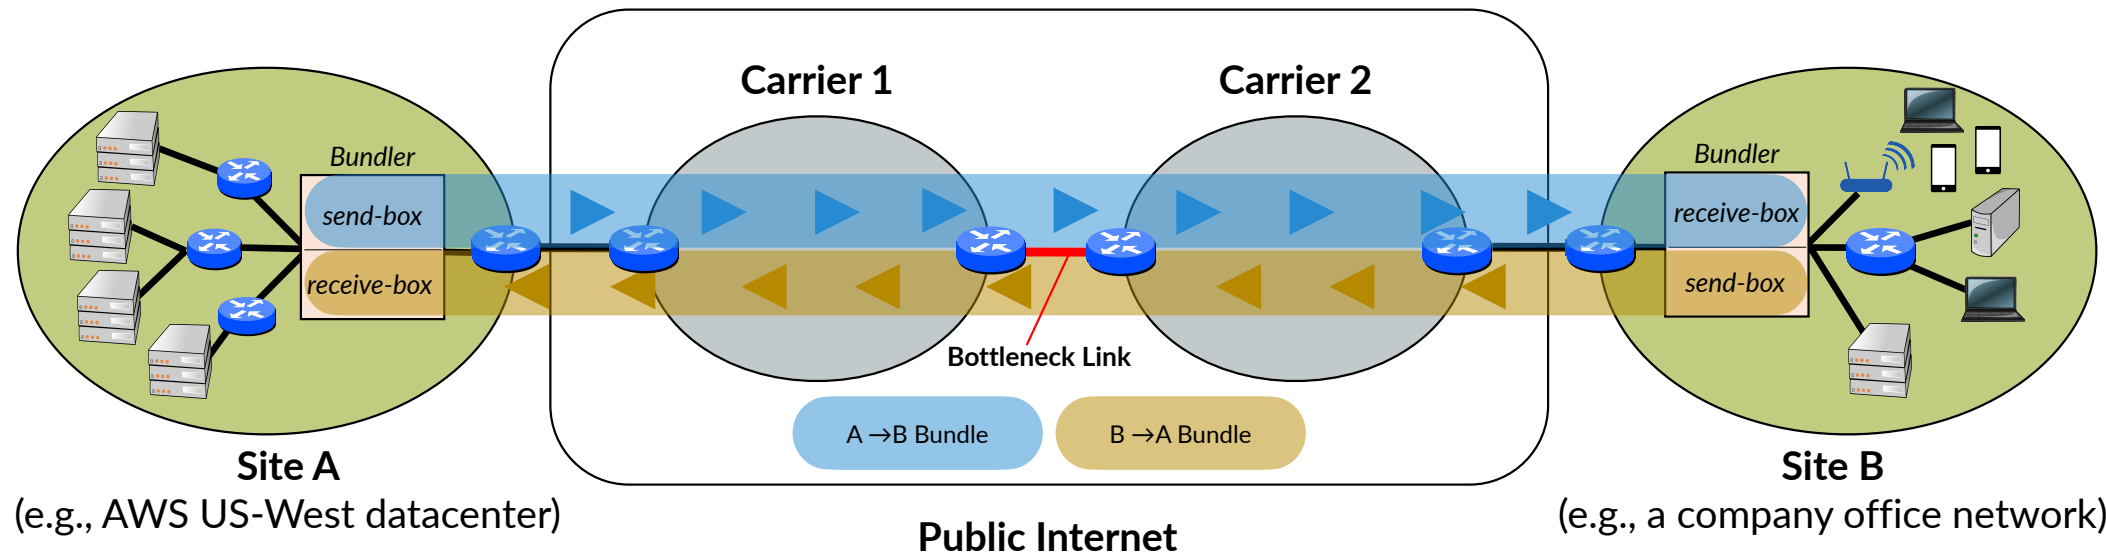 Carrier 1
Carrier 2
Bundler
send-box
receive-box
Bundler
receive-box
send-box
Bottleneck Link
A →B Bundle
B →A Bundle
Site A
(e.g., AWS US-West datacenter)
Site B
(e.g., a company office network)
Public Internet